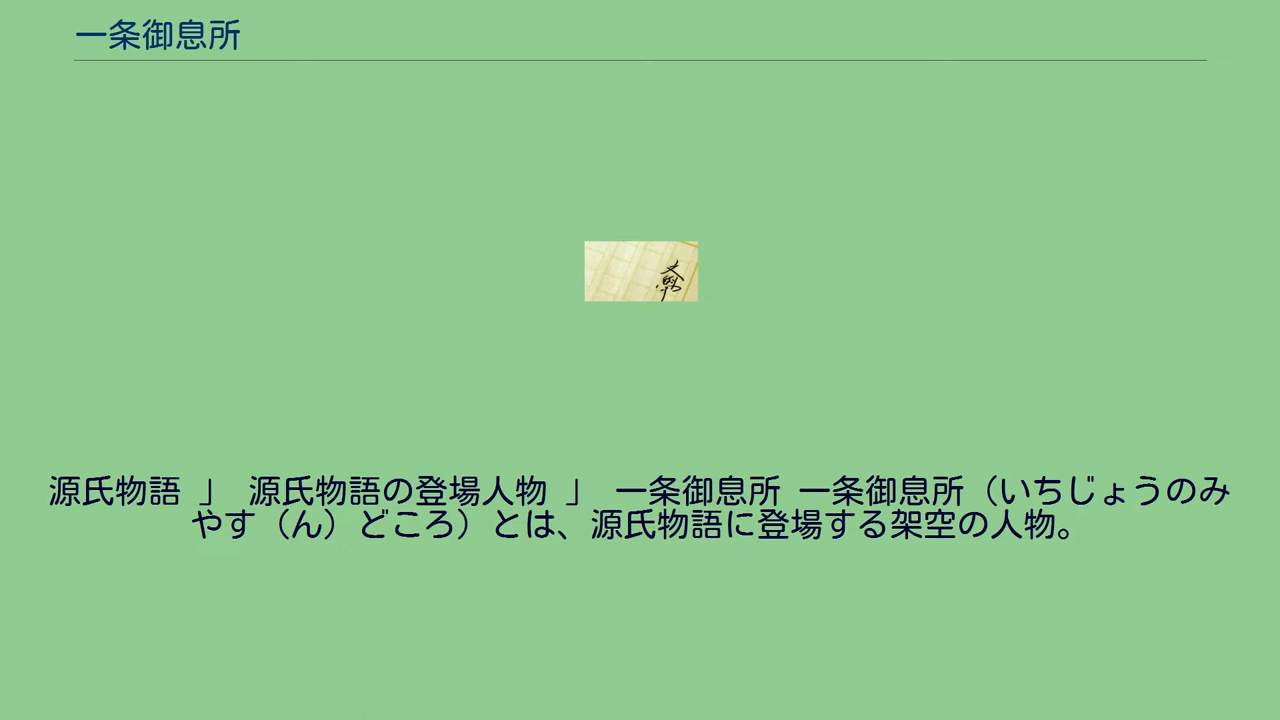 一条御息所
源氏物語 」 源氏物語の登場人物 」 一条御息所 一条御息所（いちじょうのみ
やす（ん）どころ）とは、源氏物語に登場する架空の人物。